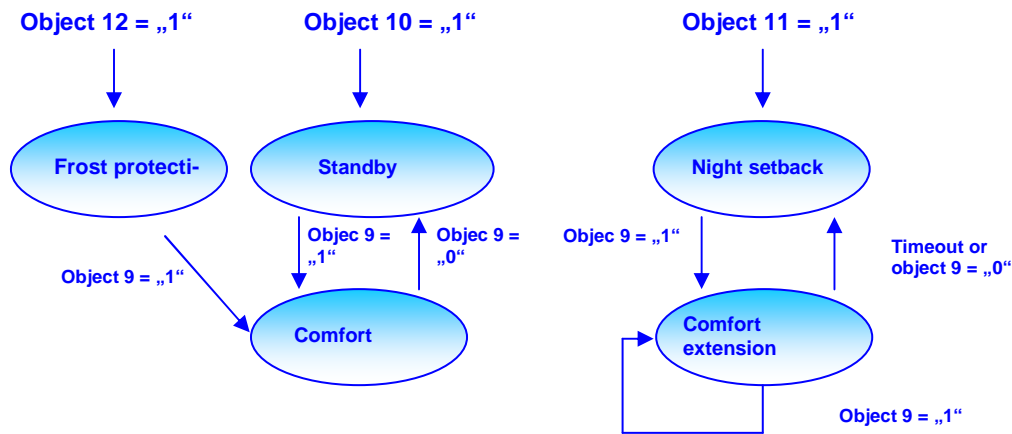 Object 12 = „1“
Object 10 = „1“
Object 11 = „1“
Frost protecti-
Standby
Night setback
Objec 9 =
„1“
Objec 9 =
„0“
Objec 9 = „1“
Timeout or
object 9 = „0“
Object 9 = „1“
Comfort
Comfort
extension
Object 9 = „1“